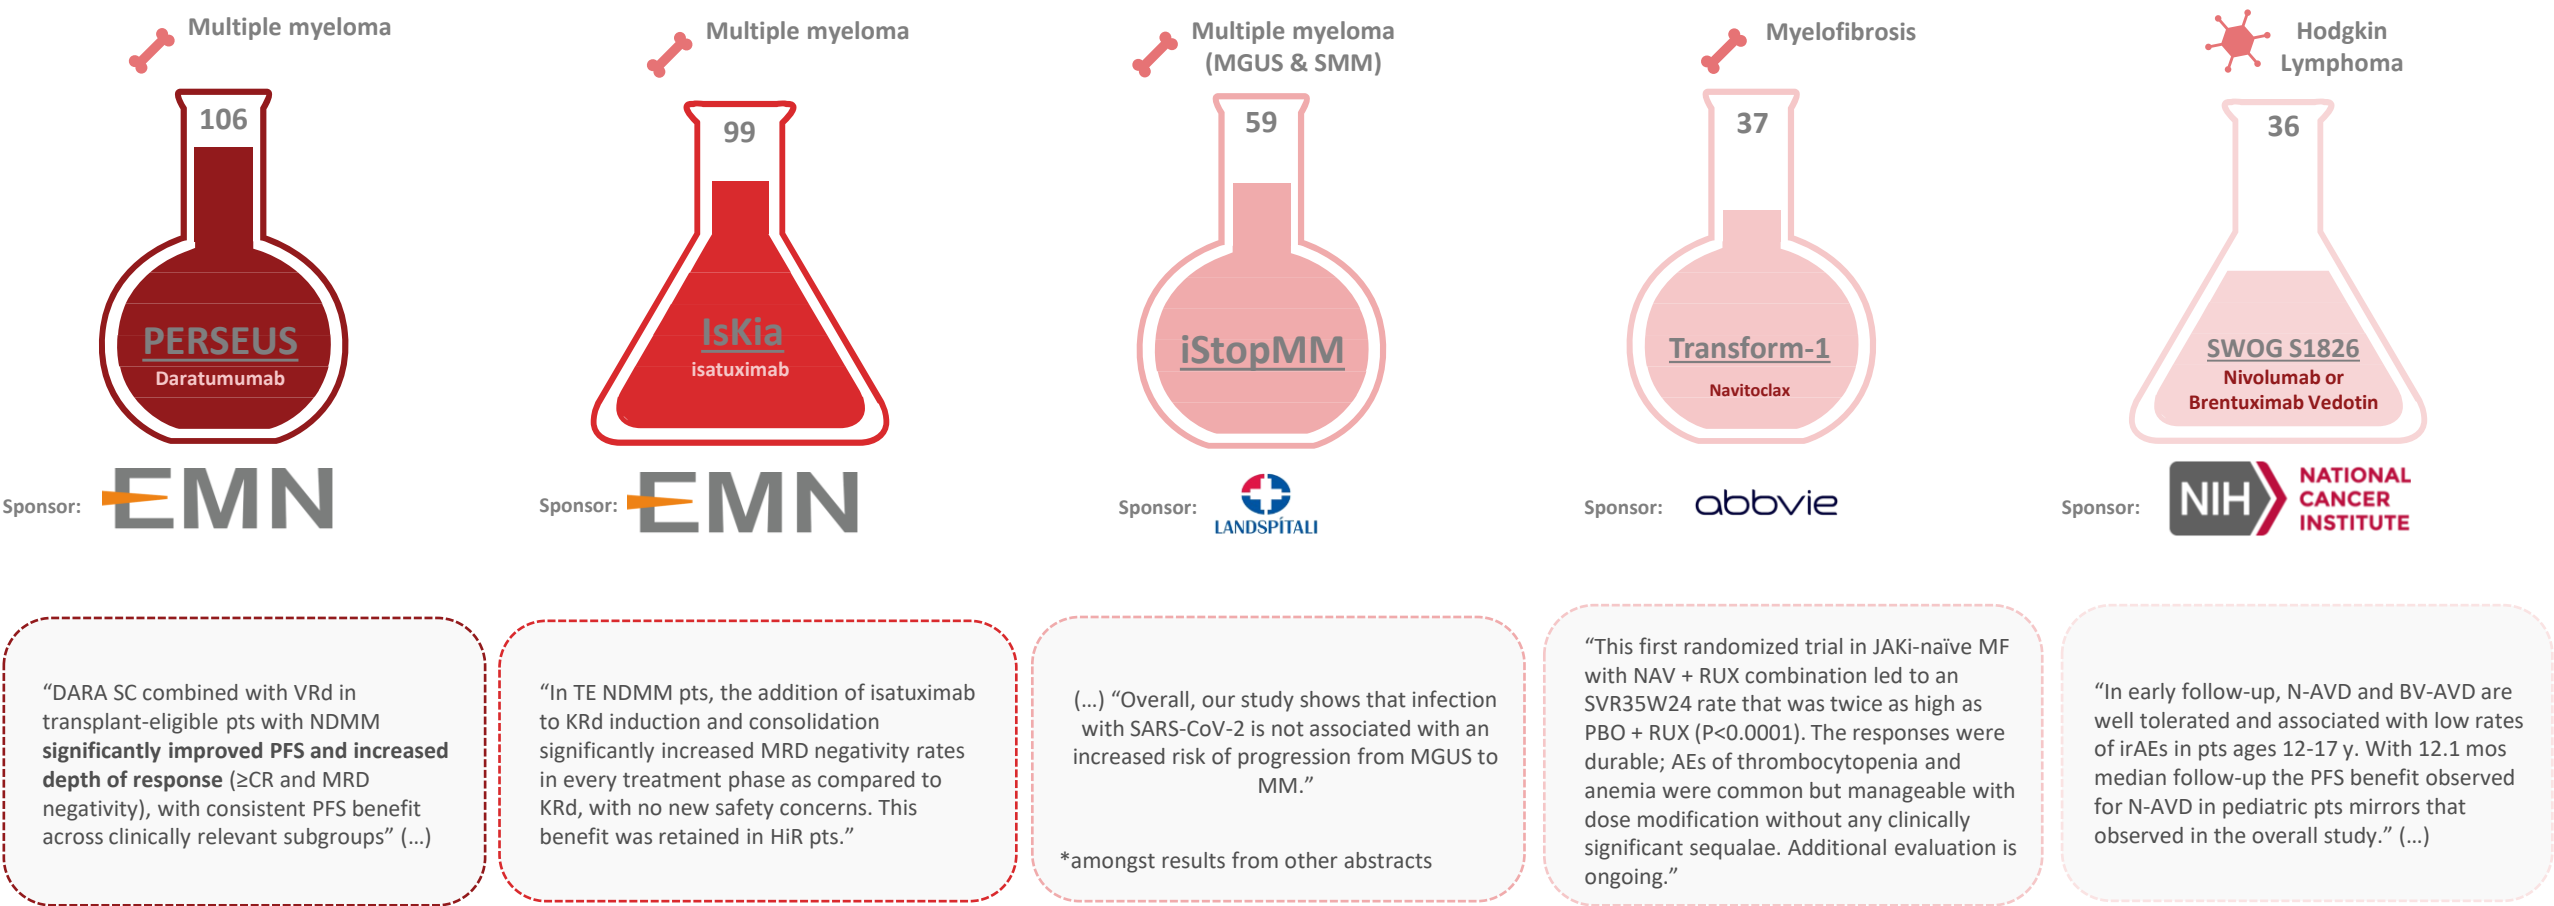 Multiple myeloma
106
PERSEUS
Daratumumab
Sponsor:
EMN
“DARA SC combined with VRd in
transplant-eligible pts with NDMM
significantly improved PFS and increased
depth of response (≥CR and MRD
negativity), with consistent PFS benefit
across clinically relevant subgroups” (…)
Multiple myeloma
99
IsKia
isatuximab
Sponsor:
EMN
“In TE NDMM pts, the addition of isatuximab
to KRd induction and consolidation
significantly increased MRD negativity rates
in every treatment phase as compared to
KRd, with no new safety concerns. This
benefit was retained in HiR pts.”
Multiple myeloma
(MGUS & SMM)
59
iStopMM
Sponsor:
LANDSPÍTALI
(…) “Overall, our study shows that infection
with SARS-CoV-2 is not associated with an
increased risk of progression from MGUS to
MM.”
*amongst results from other abstracts
Myelofibrosis
37
Transform-1
Navitoclax
Sponsor:
abbvie
“This first randomized trial in JAKi-naïve MF
with NAV + RUX combination led to an
SVR35W24 rate that was twice as high as
PBO + RUX (P<0.0001). The responses were
durable; AEs of thrombocytopenia and
anemia were common but manageable with
dose modification without any clinically
significant sequalae. Additional evaluation is
ongoing.”
Hodgkin
Lymphoma
36
SWOG S1826
Nivolumab or
Brentuximab Vedotin
Sponsor:
NIH
NATIONAL
CANCER
INSTITUTE
“In early follow-up, N-AVD and BV-AVD are
well tolerated and associated with low rates
of irAEs in pts ages 12-17 y. With 12.1 mos
median follow-up the PFS benefit observed
for N-AVD in pediatric pts mirrors that
observed in the overall study.” (…)